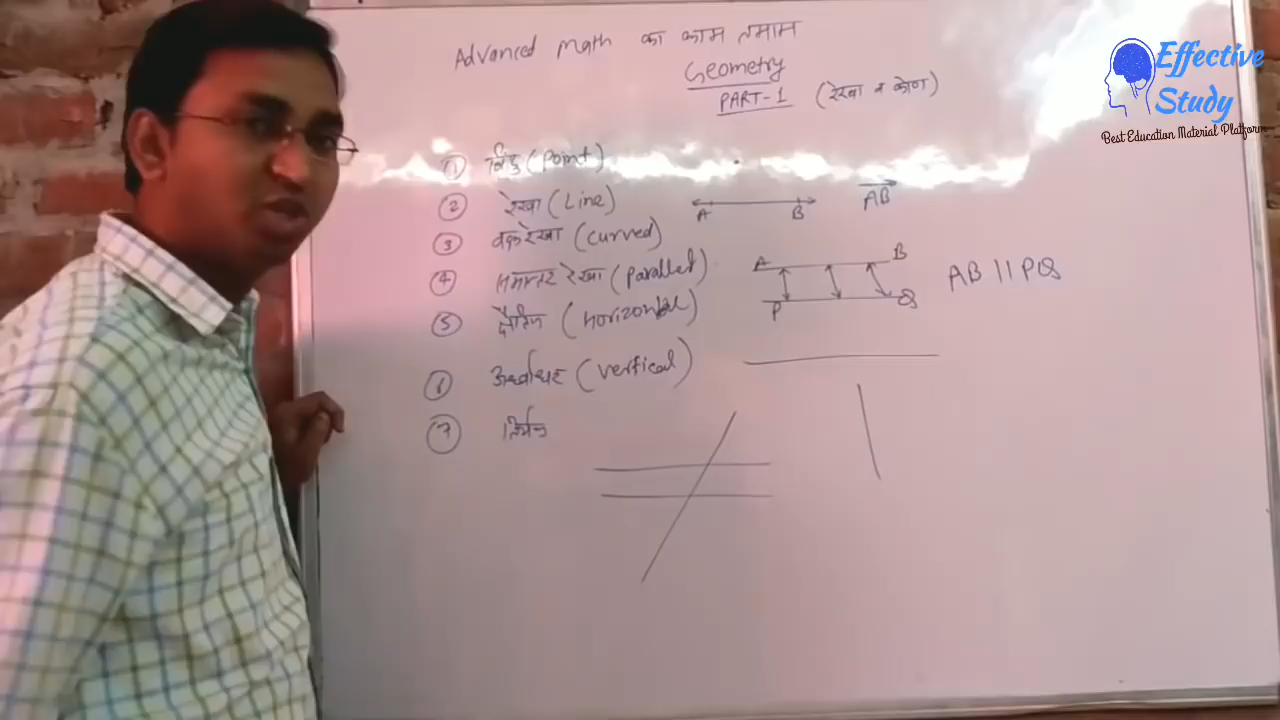 Advanced Math का काम तमाम
Geometry
PART-1 (रेखा व कोण)
Effective
Study
Best Education Material Platform
① बिंदु (Point)
② रेखा (Line)
A B
AB
③ वक्र रेखा (Curved)
④ समान्तर रेखा (Parallel)
A B
P Q
AB || PQ
⑤ क्षैतिज (Horizontal)
⑥ उर्ध्वाधर (Vertical)
⑦ तिर्यक